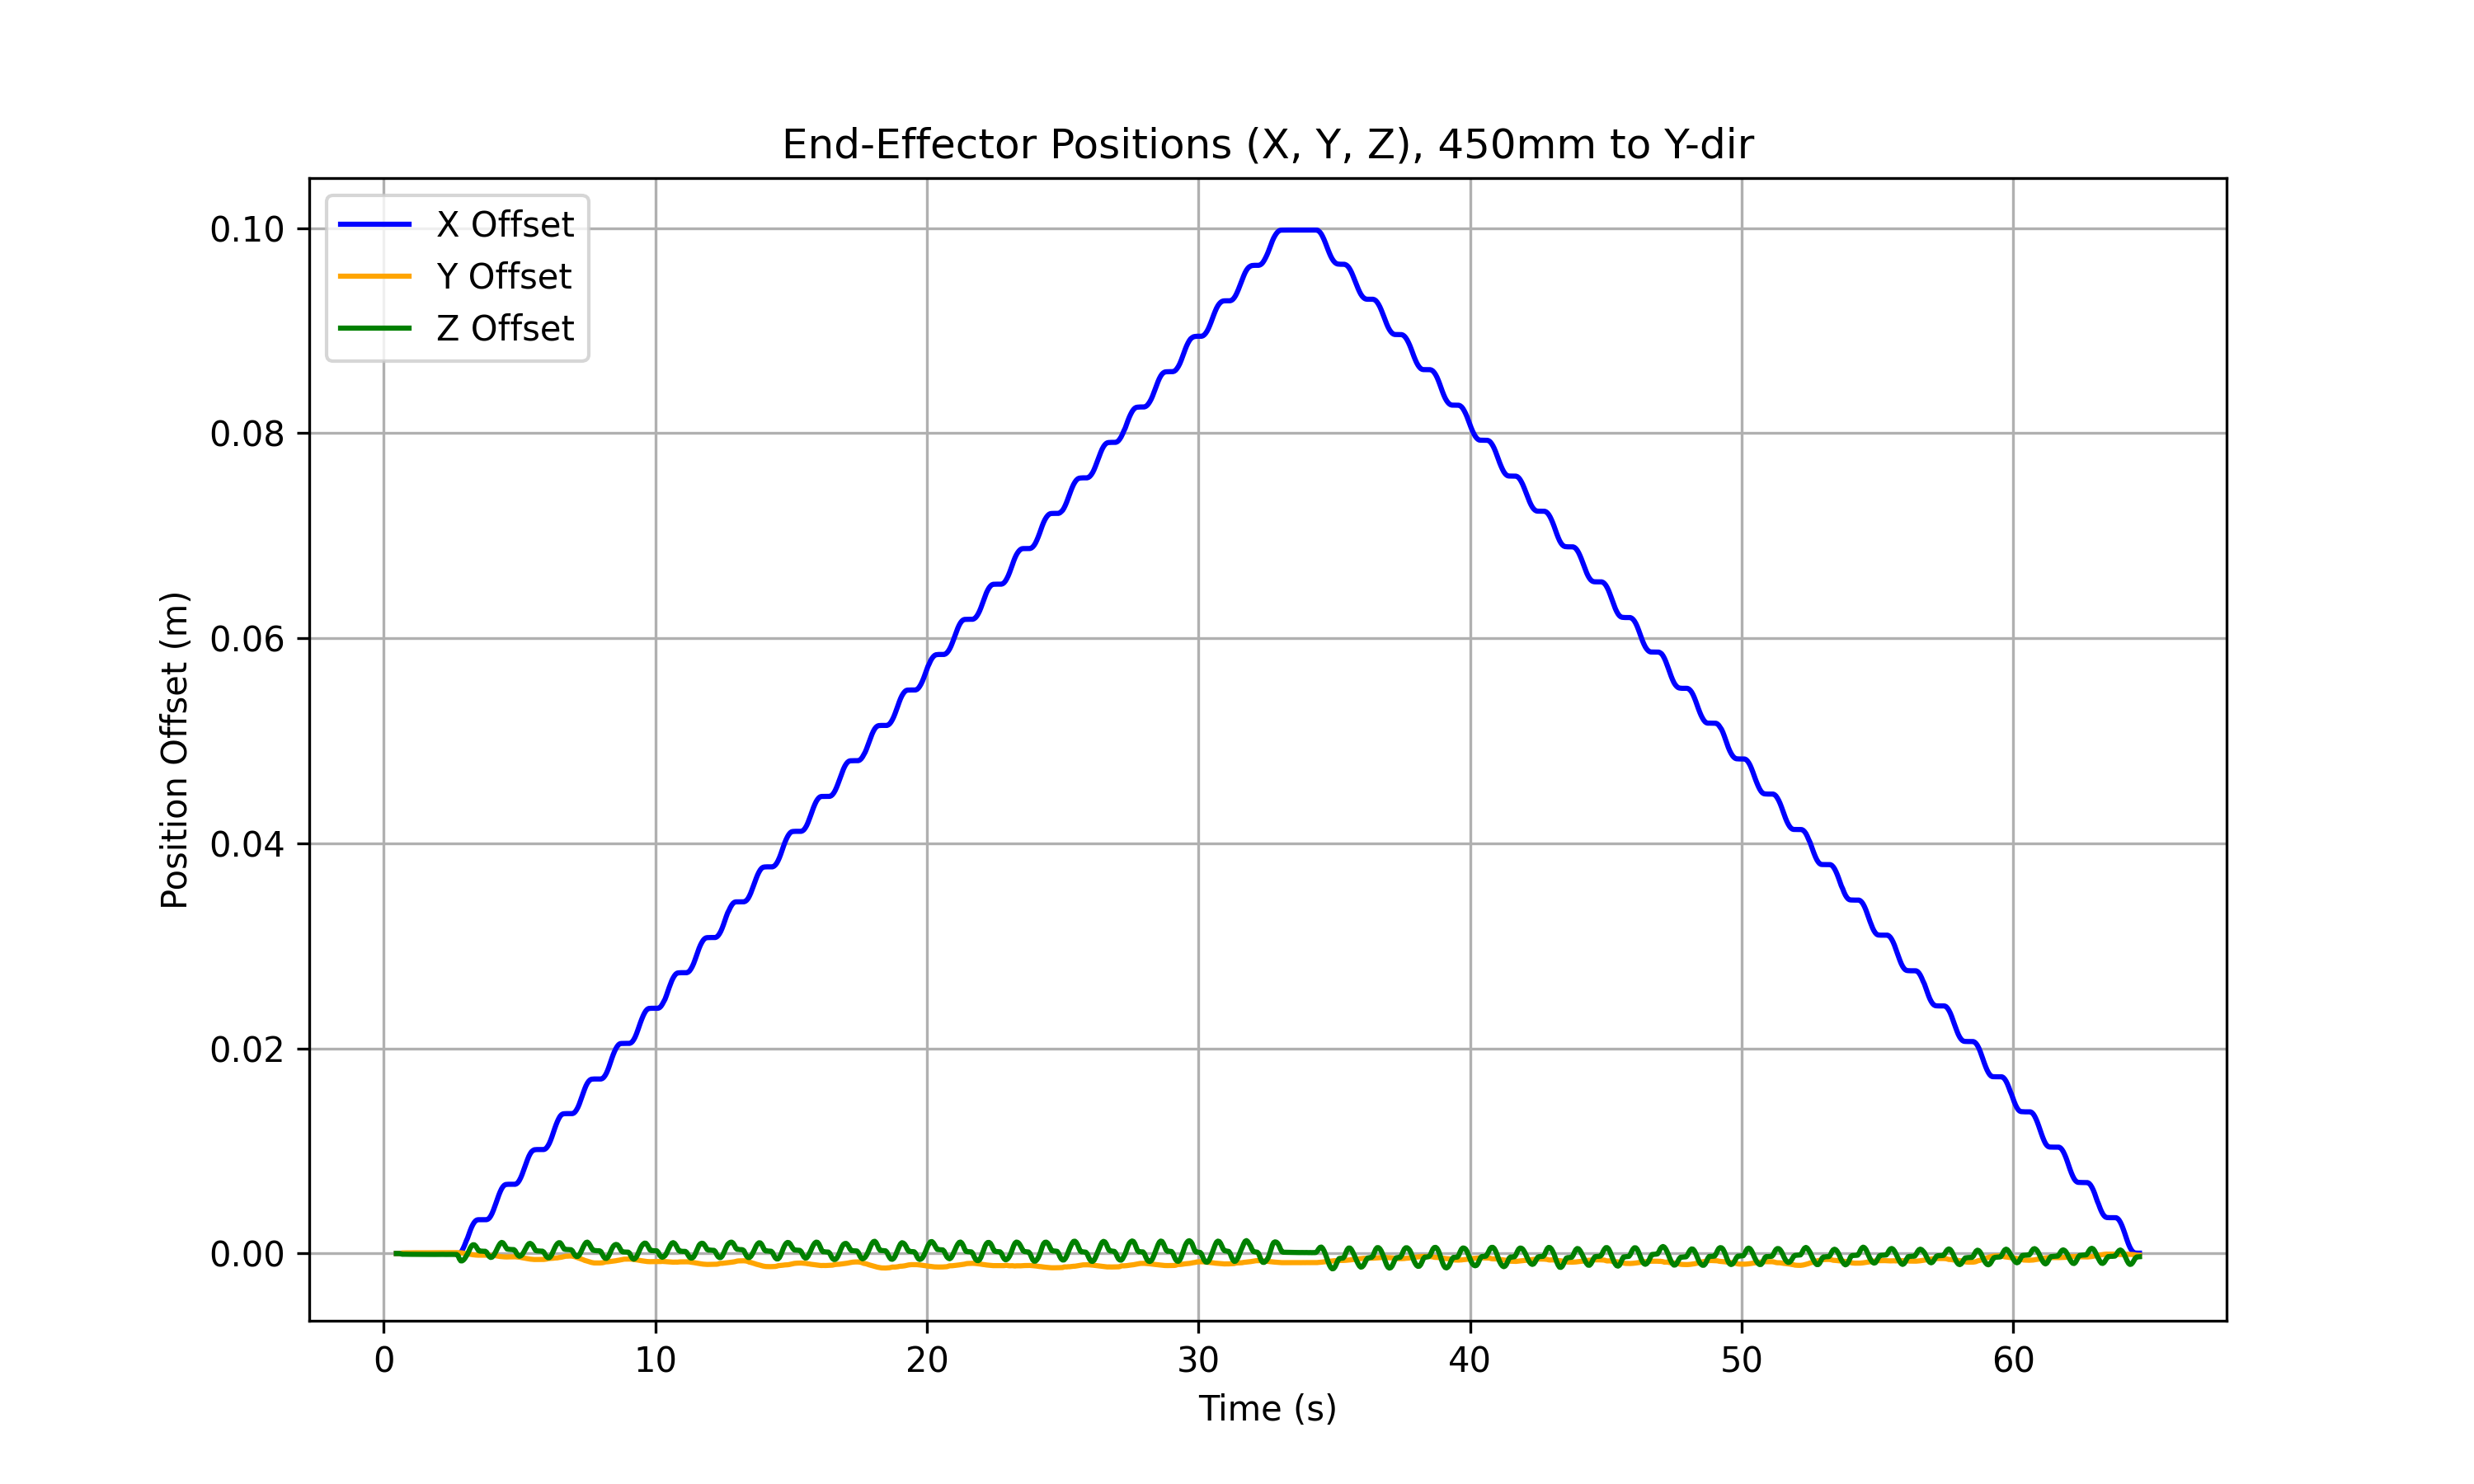 End-Effector Positions (X, Y, Z), 450mm to Y-dir
X Offset
Y Offset
Z Offset
Position Offset (m)
0.10
0.08
0.06
0.04
0.02
0.00
0 10 20 30 40 50 60
Time (s)